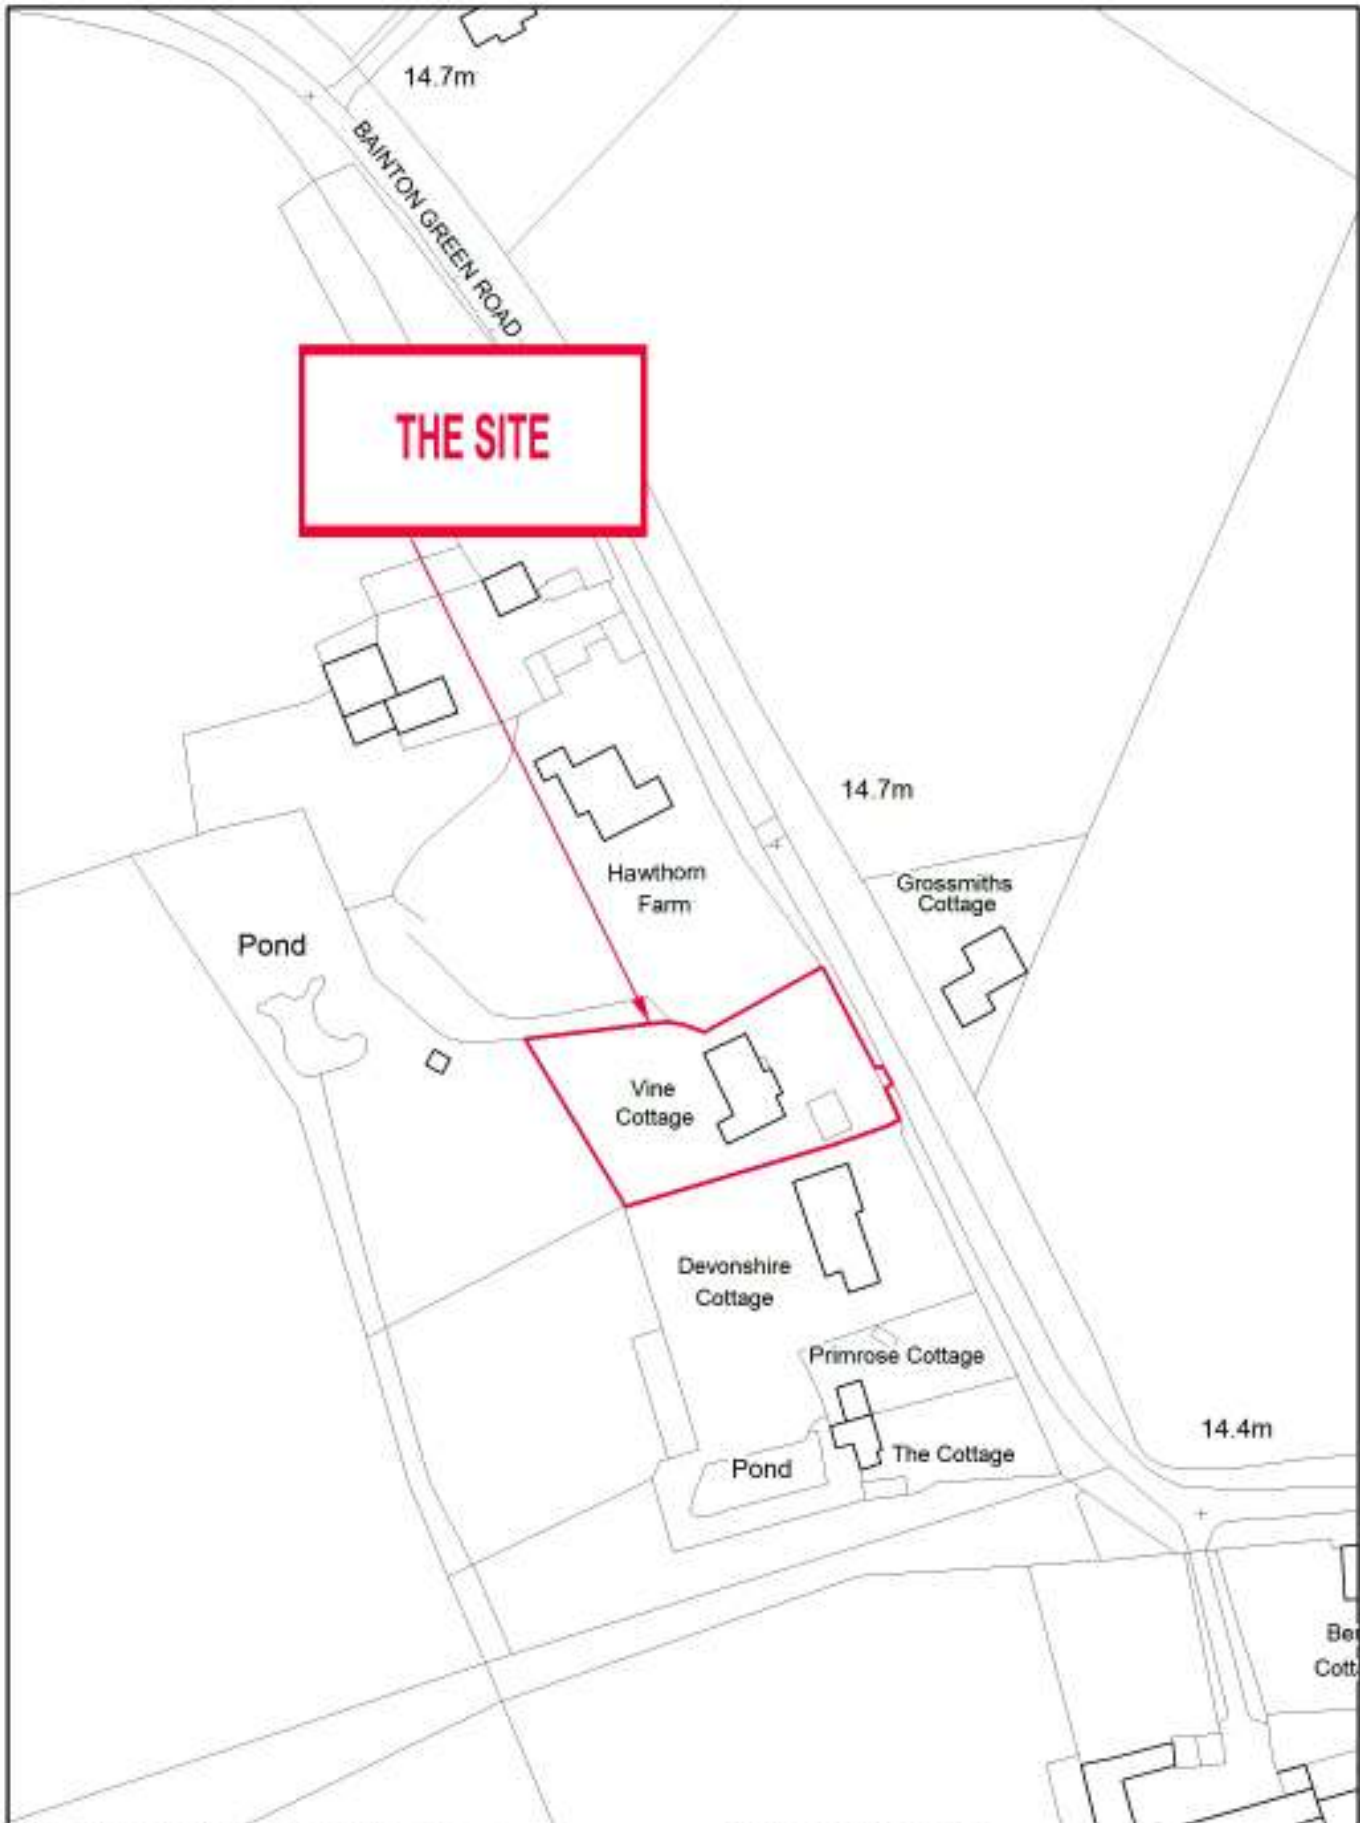 14.7m
BAINTON GREEN ROAD
THE SITE
14.7m
Hawthorn
Farm
Grossmiths
Cottage
Pond
Vine
Cottage
Devonshire
Cottage
Primrose Cottage
14.4m
The Cottage
Pond
Cott